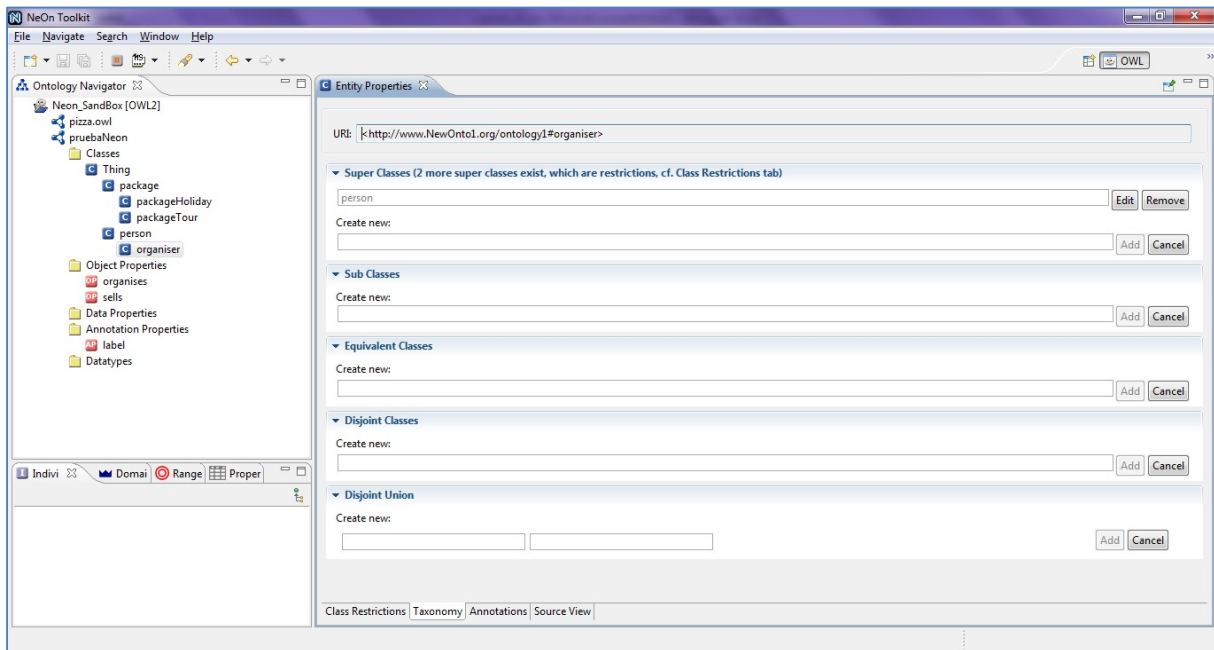 NeOn Toolkit
File Navigate Search Window Help
OWL
Ontology Navigator
Neon_SandBox [OWL2]
pizza.owl
pruebaNeon
Classes
C Thing
C package
C packageHoliday
C packageTour
C person
C organiser
Object Properties
OP organises
OP sells
Data Properties
Annotation Properties
AP label
Datatypes
I Indivi Domai Range Proper
C Entity Properties
URI: <http://www.NewOnto1.org/ontology1#organiser>
Super Classes (2 more super classes exist, which are restrictions, cf. Class Restrictions tab)
person Edit Remove
Create new:
Add Cancel
Sub Classes
Create new:
Add Cancel
Equivalent Classes
Create new:
Add Cancel
Disjoint Classes
Create new:
Add Cancel
Disjoint Union
Create new:
Add Cancel
Class Restrictions Taxonomy Annotations Source View